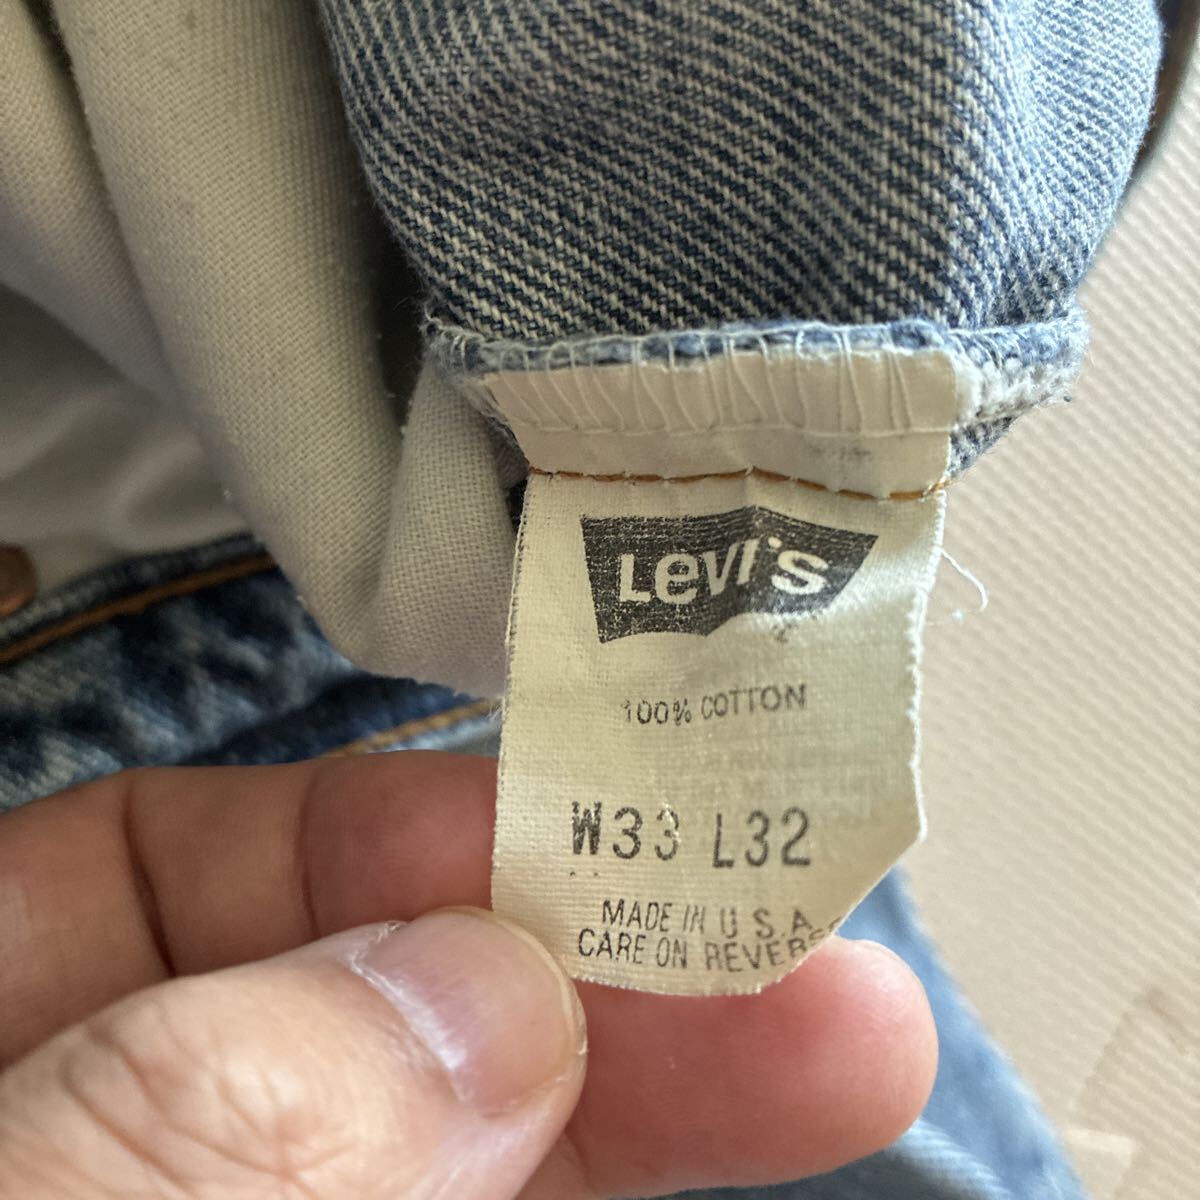 Levi's
100% COTTON
W33 L32
MADE IN U S.A.
CARE ON REVERSE